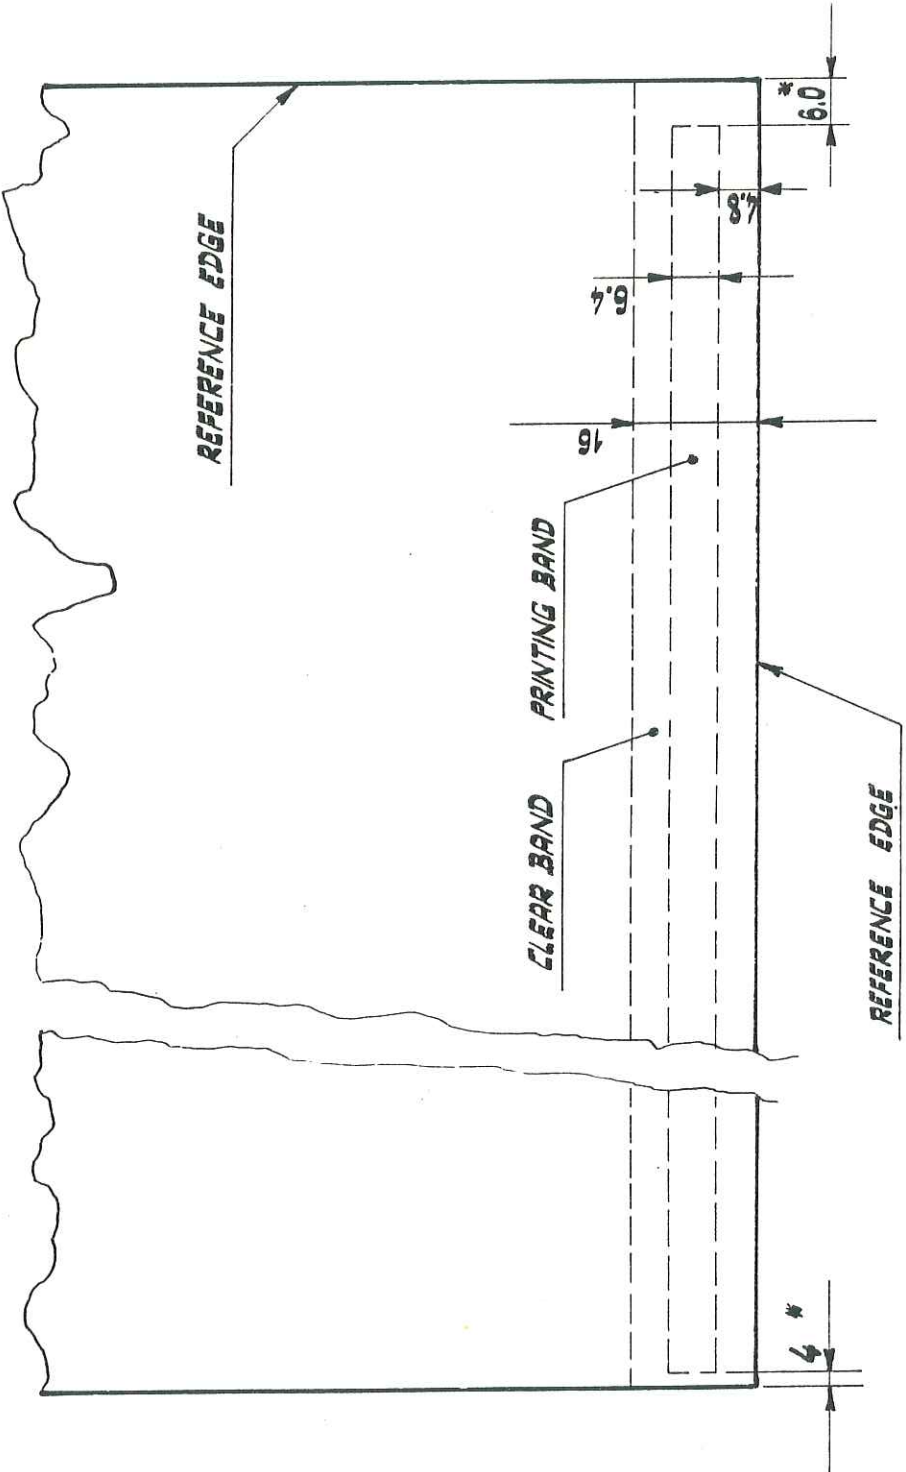 REFERENCE EDGE
6.0 *
4.8
6.4
16
PRINTING BAND
CLEAR BAND
REFERENCE EDGE
4 *